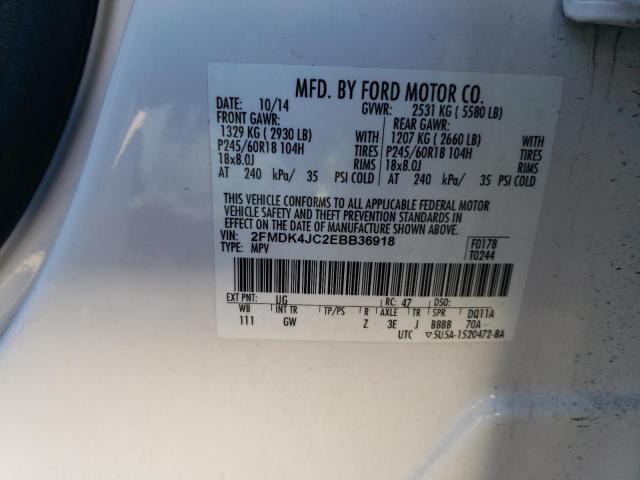 MFD. BY FORD MOTOR CO.
DATE: 10/14 GVWR: 2531 KG ( 5580 LB)
FRONT GAWR: REAR GAWR:
1329 KG ( 2930 LB) 1207 KG ( 2660 LB)
P245/60R18 104H TIRES P245/60R18 104H TIRES
18x8.0J RIMS 18x8.0J RIMS
AT 240 kPa/ 35 PSI COLD AT 240 kPa/ 35 PSI COLD
THIS VEHICLE CONFORMS TO ALL APPLICABLE FEDERAL MOTOR
VEHICLE SAFETY AND THEFT PREVENTION STANDARDS IN
EFFECT ON THE DATE OF MANUFACTURE SHOWN ABOVE.
VIN: 2FMDK4JC2EBB36918 F0178
TYPE: MPV T0244
EXT PNT: UG RC: 47 DSO:
WB INT TR TP/PS R AXLE TR SPR DQ11A
111 GW Z 3E J BBBB 70A
UTC ▽5U5A-1520472-BA